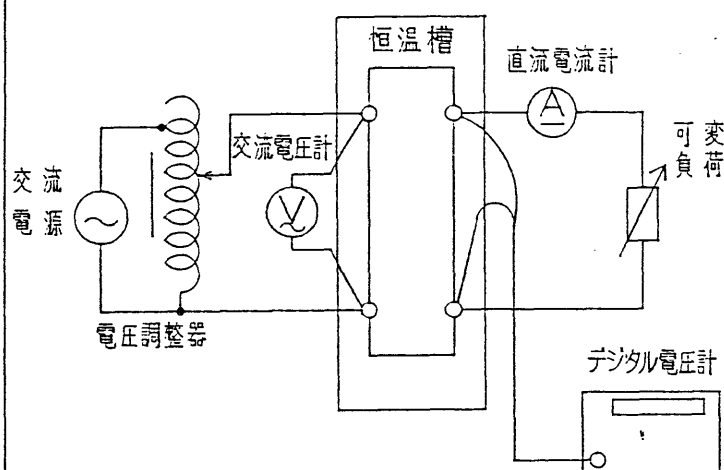 恒温槽
直流電流計
交流電圧計
可変
負荷
交流
電源
電圧調整器
デジタル電圧計
A
V